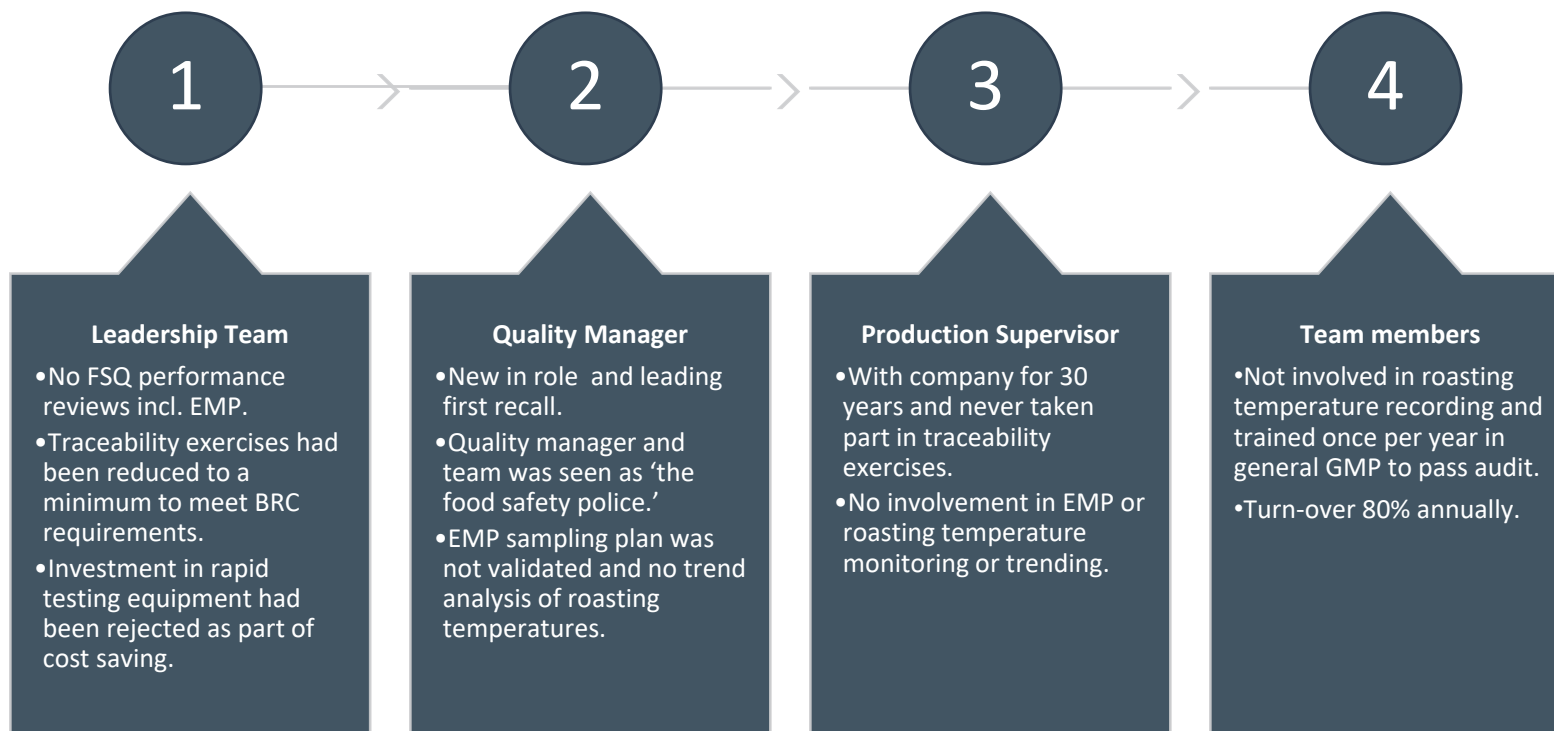 1
2
3
4
Leadership Team
•No FSQ performance
reviews incl. EMP.
•Traceability exercises had
been reduced to a
minimum to meet BRC
requirements.
•Investment in rapid
testing equipment had
been rejected as part of
cost saving.
Quality Manager
•New in role  and leading
first recall.
•Quality manager and
team was seen as ‘the
food safety police.’
•EMP sampling plan was
not validated and no trend
analysis of roasting
temperatures.
Production Supervisor
•With company for 30
years and never taken
part in traceability
exercises.
•No involvement in EMP or
roasting temperature
monitoring or trending.
Team members
•Not involved in roasting
temperature recording and
trained once per year in
general GMP to pass audit.
•Turn-over 80% annually.